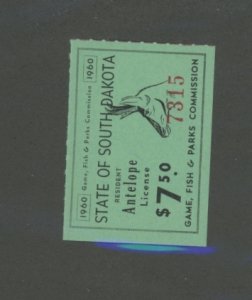 1960 Game, Fish & Parks Commission 1960
STATE OF SOUTH DAKOTA
RESIDENT
Antelope
License
$7.50
7315
GAME, FISH & PARKS COMMISSION